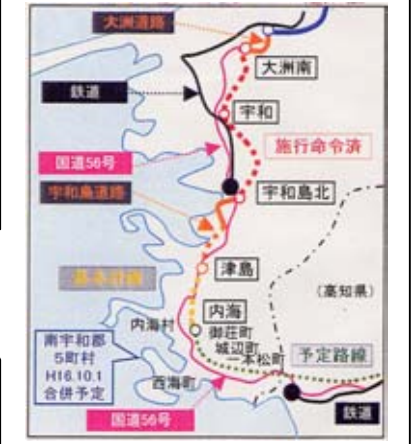 大洲道路
大洲南
鉄道
宇和
施行命令済
国道56号
宇和島道路
宇和島北
津島
基本計画
(高知県)
内海
内海村
御荘町
城辺町
一本松町
予定路線
南宇和郡
5町村
H16.10.1
合併予定
西海町
国道56号
鉄道